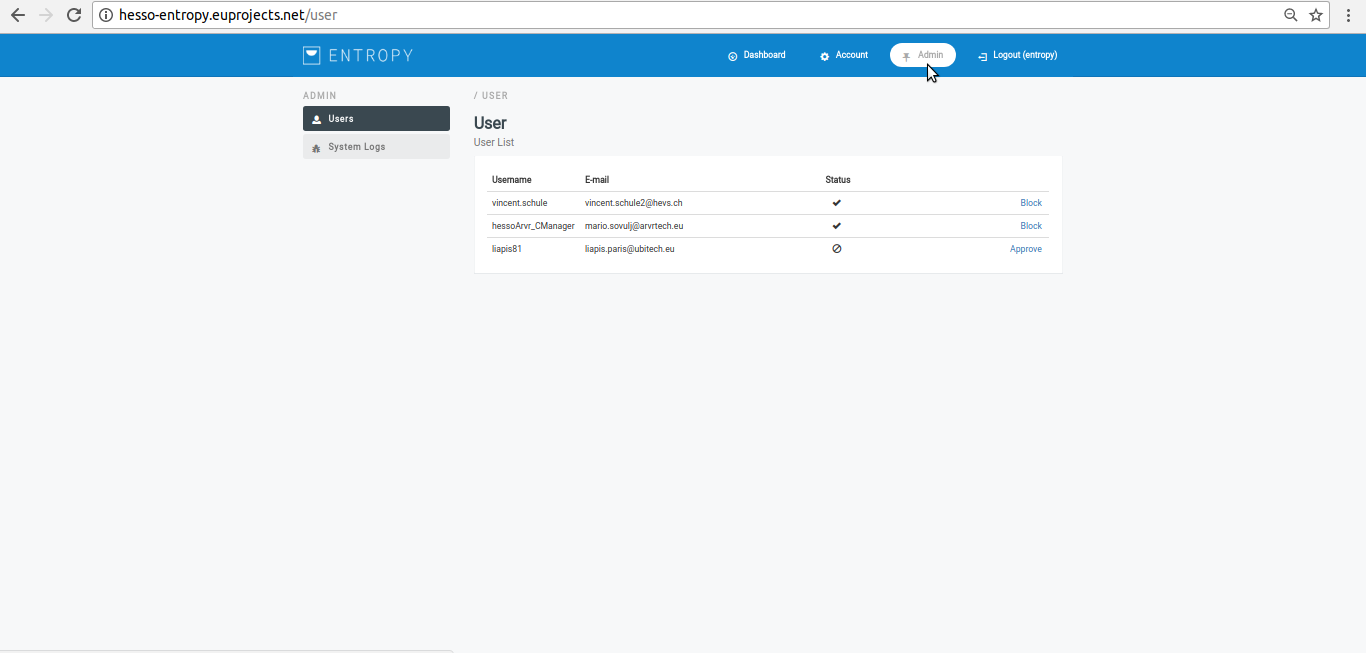 hesso-entropy.euprojects.net/user
ENTROPY
Dashboard
Account
Admin
Logout (entropy)
ADMIN
Users
System Logs
/ USER
User
User List
Username E-mail Status
vincent.schule vincent.schule2@hevs.ch Block
hessoArvr_CManager mario.sovulj@arvrtech.eu Block
liapis81 liapis.paris@ubitech.eu Approve